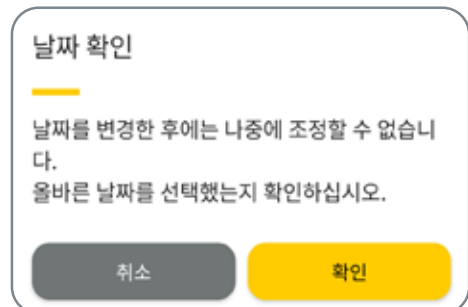 날짜 확인
날짜를 변경한 후에는 나중에 조정할 수 없습니
다.
올바른 날짜를 선택했는지 확인하십시오.
취소
확인